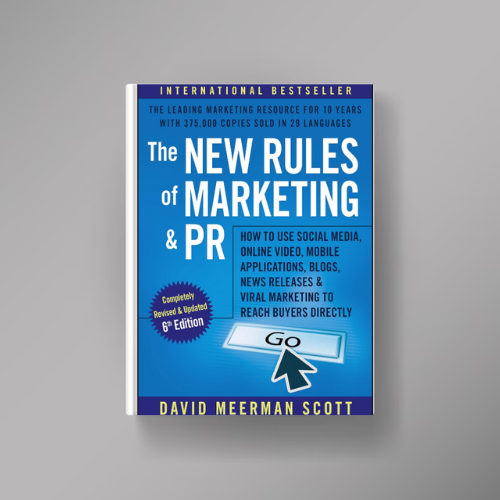 INTERNATIONAL BESTSELLER
THE LEADING MARKETING RESOURCE FOR 10 YEARS
WITH 375,000 COPIES SOLD IN 29 LANGUAGES
The NEW RULES
of MARKETING
& PR
HOW TO USE SOCIAL MEDIA,
ONLINE VIDEO, MOBILE
APPLICATIONS, BLOGS,
NEWS RELEASES &
VIRAL MARKETING TO
REACH BUYERS DIRECTLY
Completely
Revised & Updated
6th Edition
Go
DAVID MEERMAN SCOTT